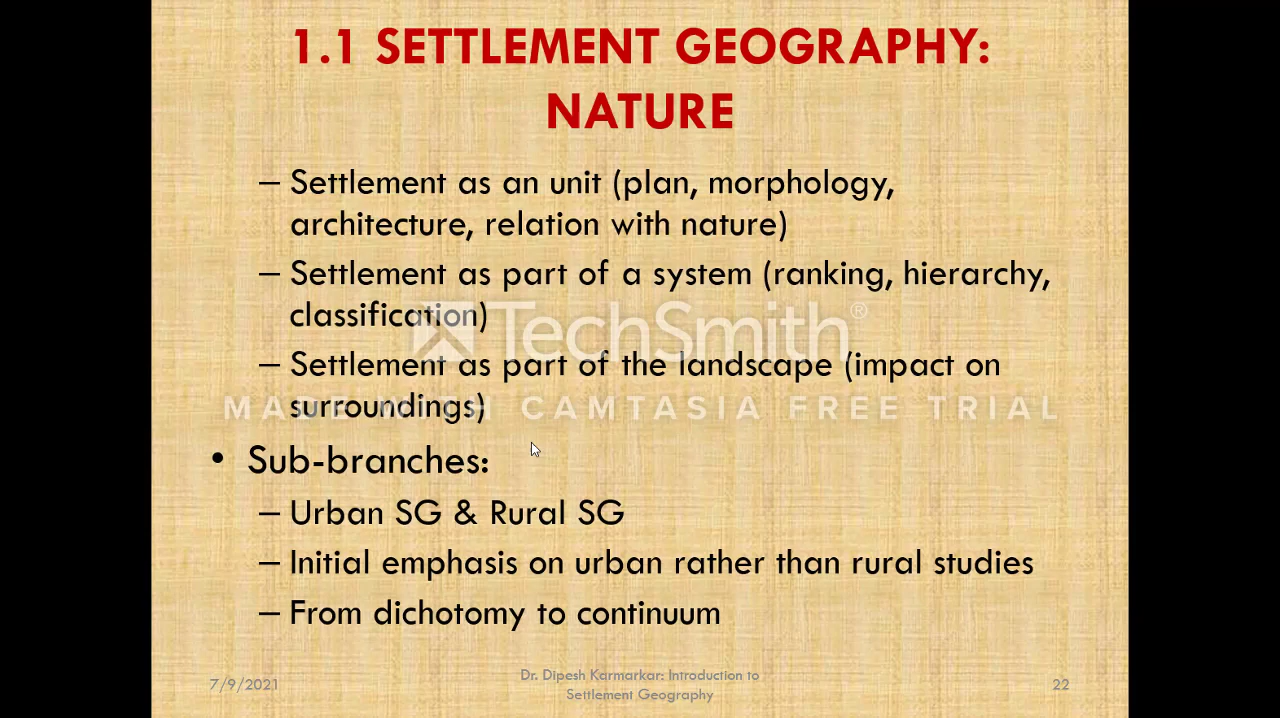 1.1 SETTLEMENT GEOGRAPHY:
NATURE
– Settlement as an unit (plan, morphology,
architecture, relation with nature)
– Settlement as part of a system (ranking, hierarchy,
classification)
TechSmith®
– Settlement as part of the landscape (impact on
surroundings)
MADE WITH CAMTASIA FREE TRIAL
• Sub-branches:
– Urban SG & Rural SG
– Initial emphasis on urban rather than rural studies
– From dichotomy to continuum
7/9/2021
Dr. Dipesh Karmarkar: Introduction to
Settlement Geography
22